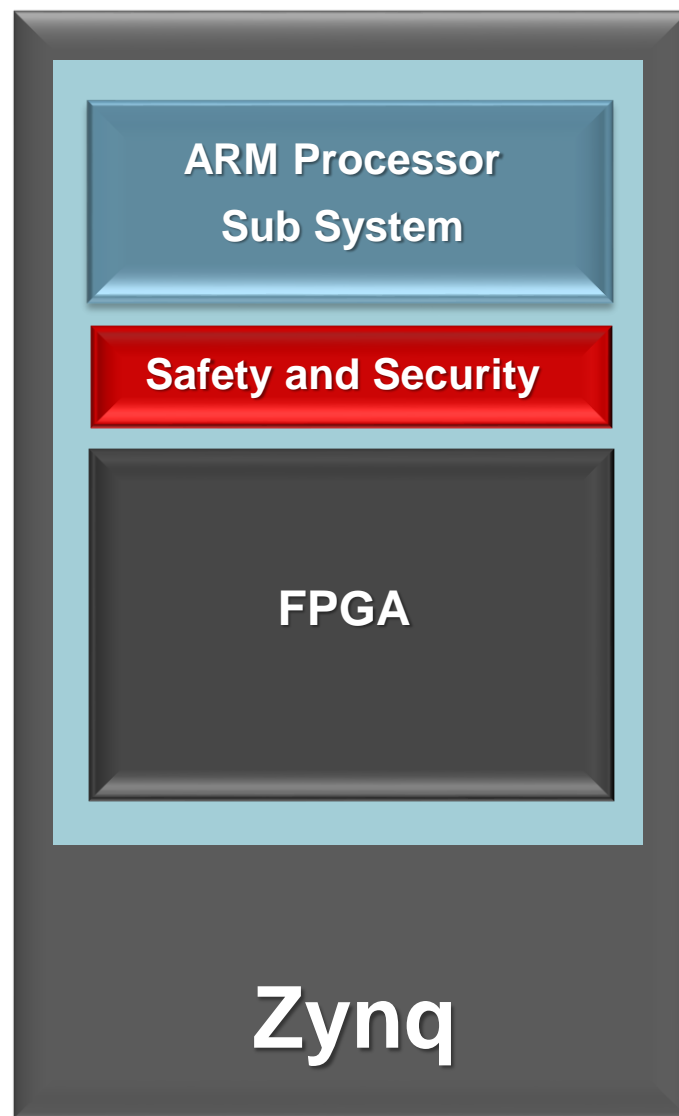 ARM Processor
Sub System
Safety and Security
FPGA
Zynq